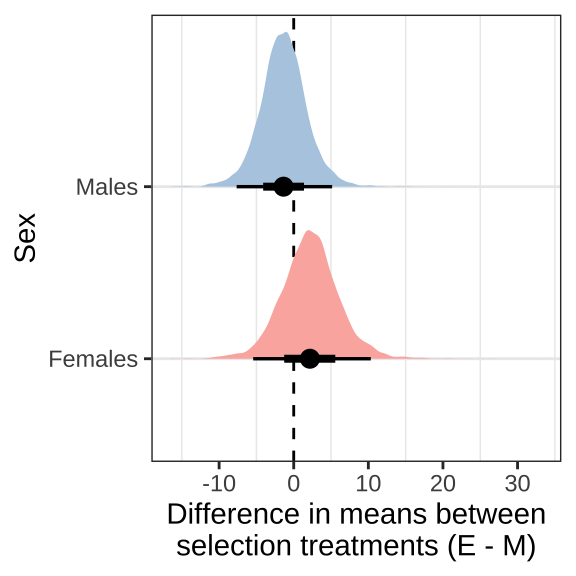 Sex
Males
Females
-10 0 10 20 30
Difference in means between
selection treatments (E - M)